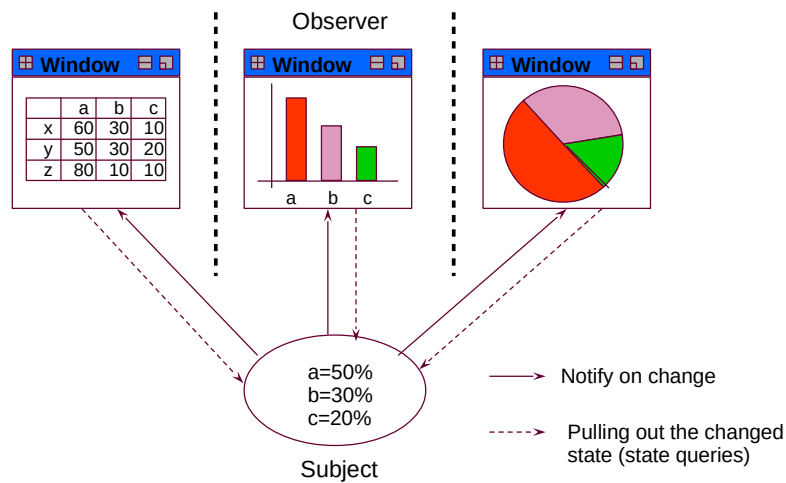 Observer
Window
a b c
x 60 30 10
y 50 30 20
z 80 10 10
Window
a b c
Window
a=50%
b=30%
c=20%
Subject
Notify on change
Pulling out the changed
state (state queries)